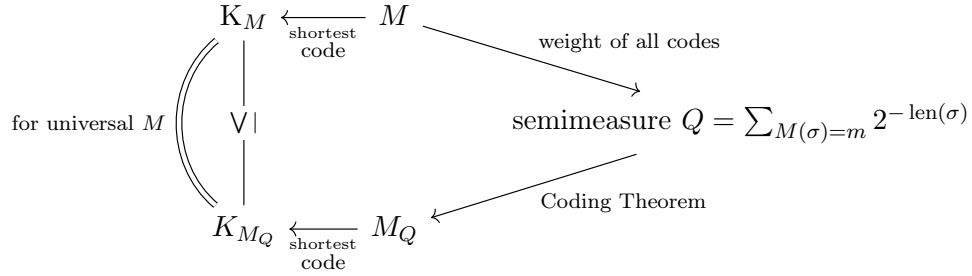 K_M ← shortest code M
weight of all codes
for universal M
≥
semimeasure Q = ∑_{M(σ)=m} 2^{− len(σ)}
Coding Theorem
K_{M_Q} ← shortest code M_Q